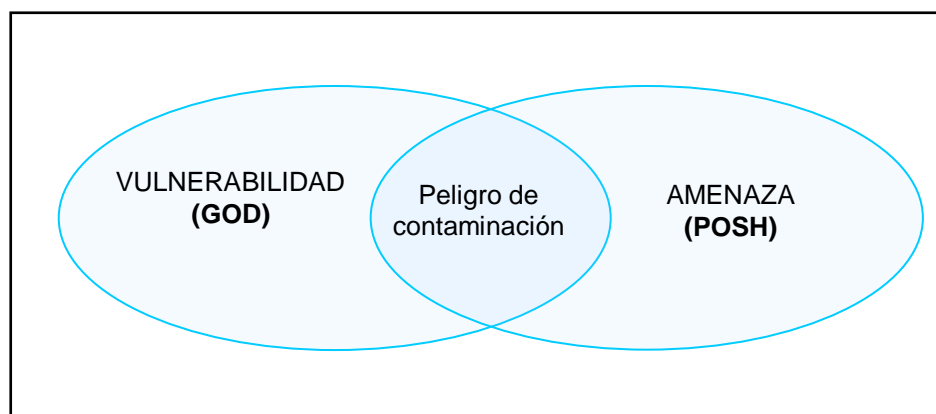 VULNERABILIDAD
(GOD)
Peligro de
contaminación
AMENAZA
(POSH)